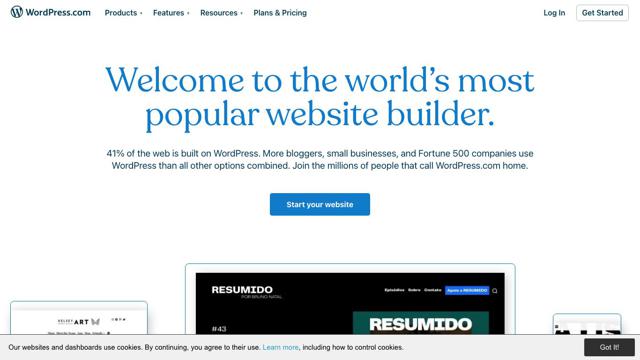 WordPress.com
Products
Features
Resources
Plans & Pricing
Log In
Get Started
Welcome to the world's most
popular website builder.
41% of the web is built on WordPress. More bloggers, small businesses, and Fortune 500 companies use
WordPress than all other options combined. Join the millions of people that call WordPress.com home.
Start your website
RESUMIDO
POR BRUNO NATAL
Episódios Sobre Contato Apoie o RESUMIDO
#43
RESUMIDO
ART
Our websites and dashboards use cookies. By continuing, you agree to their use. Learn more, including how to control cookies.
Got It!